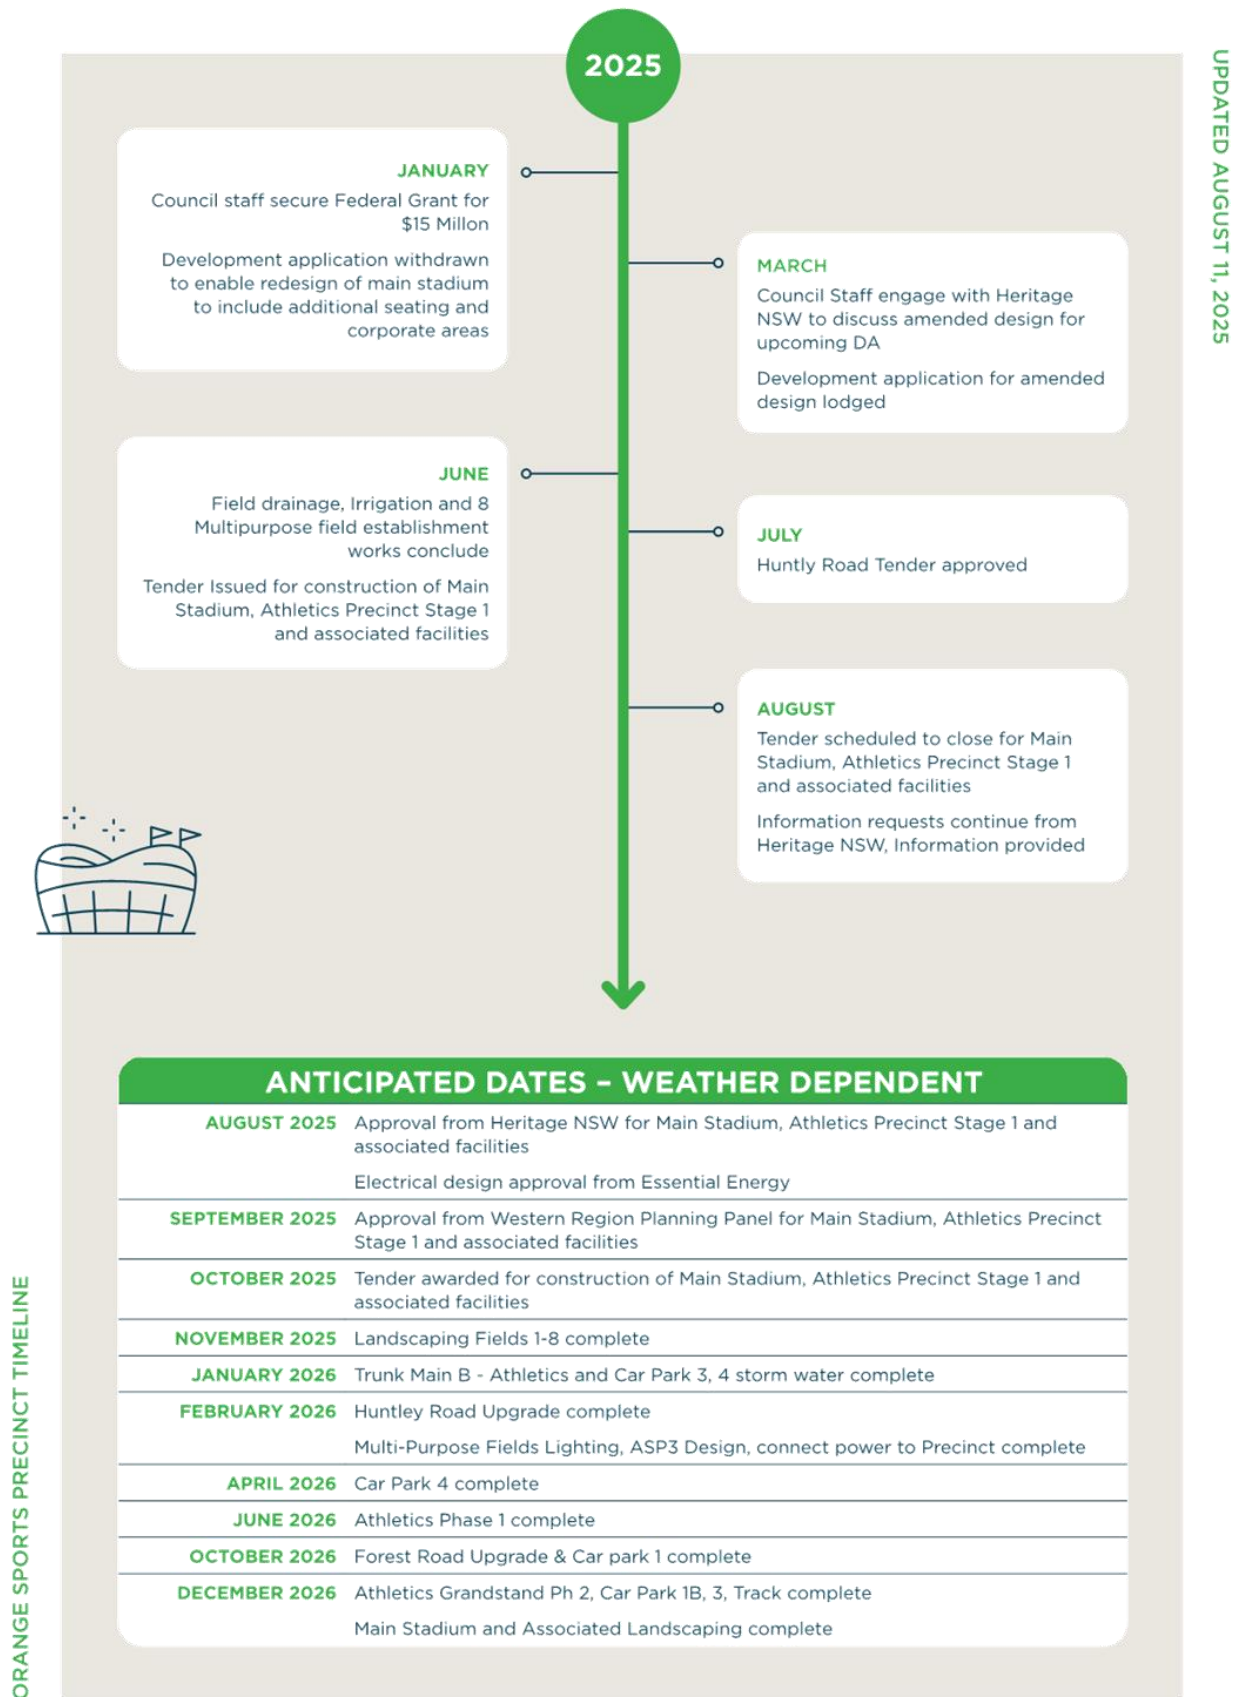 2025
UPDATED AUGUST 11, 2025
JANUARY
Council staff secure Federal Grant for
$15 Millon
Development application withdrawn
to enable redesign of main stadium
to include additional seating and
corporate areas
MARCH
Council Staff engage with Heritage
NSW to discuss amended design for
upcoming DA
Development application for amended
design lodged
JUNE
Field drainage, Irrigation and 8
Multipurpose field establishment
works conclude
Tender Issued for construction of Main
Stadium, Athletics Precinct Stage 1
and associated facilities
JULY
Huntly Road Tender approved
AUGUST
Tender scheduled to close for Main
Stadium, Athletics Precinct Stage 1
and associated facilities
Information requests continue from
Heritage NSW, Information provided
ANTICIPATED DATES – WEATHER DEPENDENT
AUGUST 2025 Approval from Heritage NSW for Main Stadium, Athletics Precinct Stage 1 and
associated facilities
Electrical design approval from Essential Energy
SEPTEMBER 2025 Approval from Western Region Planning Panel for Main Stadium, Athletics Precinct
Stage 1 and associated facilities
OCTOBER 2025 Tender awarded for construction of Main Stadium, Athletics Precinct Stage 1 and
associated facilities
NOVEMBER 2025 Landscaping Fields 1-8 complete
JANUARY 2026 Trunk Main B - Athletics and Car Park 3, 4 storm water complete
FEBRUARY 2026 Huntley Road Upgrade complete
Multi-Purpose Fields Lighting, ASP3 Design, connect power to Precinct complete
APRIL 2026 Car Park 4 complete
JUNE 2026 Athletics Phase 1 complete
OCTOBER 2026 Forest Road Upgrade & Car park 1 complete
DECEMBER 2026 Athletics Grandstand Ph 2, Car Park 1B, 3, Track complete
Main Stadium and Associated Landscaping complete
ORANGE SPORTS PRECINCT TIMELINE